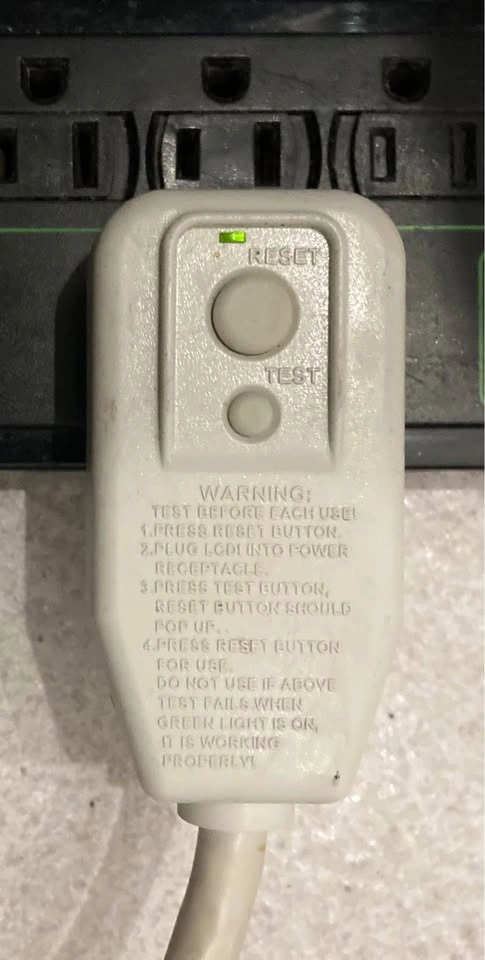 RESET
TEST
WARNING:
TEST BEFORE EACH USE!
1.PRESS RESET BUTTON.
2.PLUG LCDI INTO POWER
RECEPTACLE.
3.PRESS TEST BUTTON,
RESET BUTTON SHOULD
POP UP.
4.PRESS RESET BUTTON
FOR USE.
DO NOT USE IF ABOVE
TEST FAILS WHEN
GREEN LIGHT IS ON,
IT IS WORKING
PROPERLY!